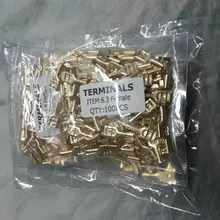 TERMINALS
ITEM:6.3 Female
QTY:100PCS